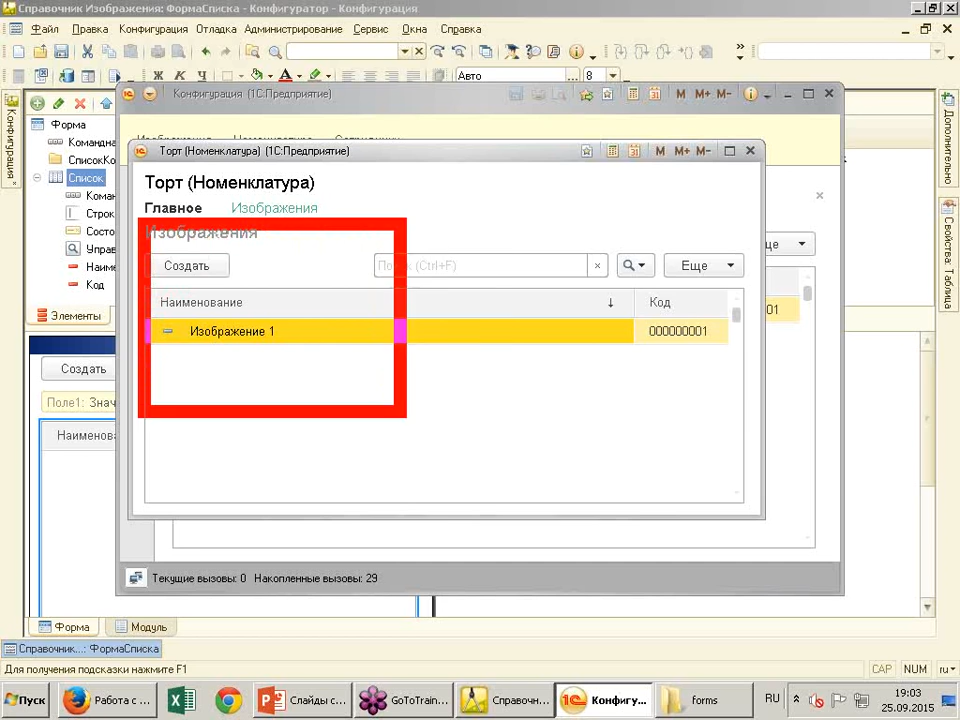 Справочник Изображения: ФормаСписка - Конфигуратор - Конфигурация
Файл Правка Конфигурация Отладка Администрирование Сервис Окна Справка
Ж К Ч Авто ... 8
Конфигурация (1С:Предприятие) M M+ M-
Конфигурация
Форма
СписокКо
Список
Кома
Строк
Состо
Управ
Наиме
Код
Элементы
Дополнительно
Свойства: Таблица
Торт (Номенклатура) (1С:Предприятие) M M+ M-
Торт (Номенклатура)
Главное Изображения
Изображения
Создать (Ctrl+F) Еще
Наименование Код
Изображение 1 000000001
ще
01
Создать
Поле1: Знач
Наименова
Текущие вызовы: 0 Накопленные вызовы: 29
Форма Модуль
Справочник...: ФормаСписка
Для получения подсказки нажмите F1 CAP NUM ru
Пуск Работа с ... Слайды с... GoToTrain... Справочн... Конфигу... forms RU 19:03
25.09.2015